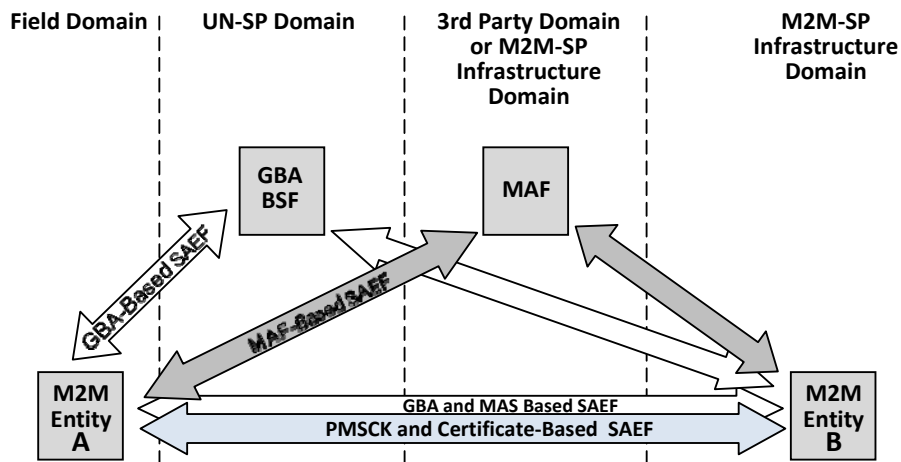 Field Domain
UN-SP Domain
3rd Party Domain
or M2M-SP
Infrastructure
Domain
M2M-SP
Infrastructure
Domain
GBA
BSF
MAF
GBA-Based SAEF
MAF-Based SAEF
M2M
Entity
A
GBA and MAS Based SAEF
PMSCK and Certificate-Based SAEF
M2M
Entity
B